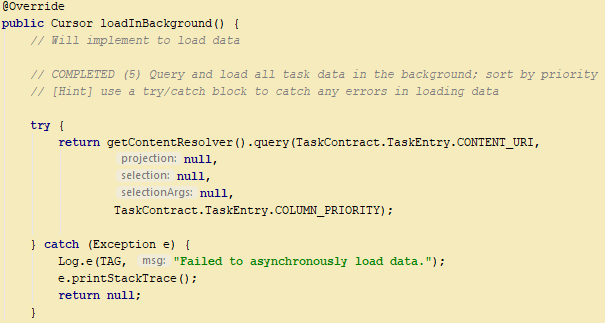 @Override
public Cursor loadInBackground() {
// Will implement to load data
// COMPLETED (5) Query and load all task data in the background; sort by priority
// [Hint] use a try/catch block to catch any errors in loading data
try {
return getContentResolver().query(TaskContract.TaskEntry.CONTENT_URI,
projection: null,
selection: null,
selectionArgs: null,
TaskContract.TaskEntry.COLUMN_PRIORITY);
} catch (Exception e) {
Log.e(TAG, msg: "Failed to asynchronously load data.");
e.printStackTrace();
return null;
}